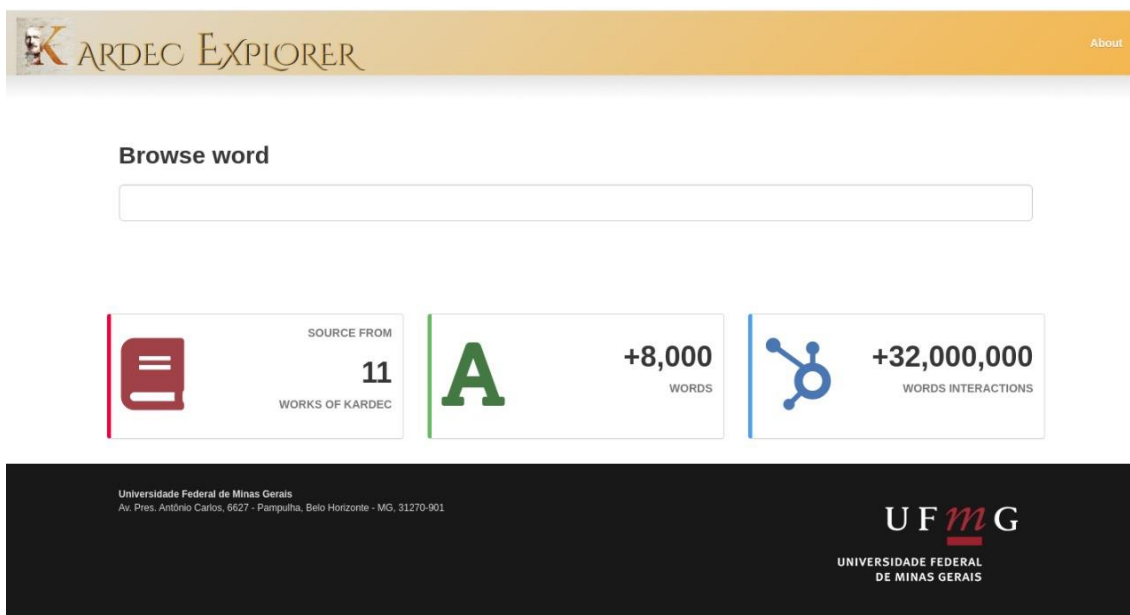 KARDEC EXPLORER
About
Browse word
SOURCE FROM
11
WORKS OF KARDEC
+8,000
WORDS
+32,000,000
WORDS INTERACTIONS
Universidade Federal de Minas Gerais
Av. Pres. Antônio Carlos, 6627 - Pampulha, Belo Horizonte - MG, 31270-901
UFmG
UNIVERSIDADE FEDERAL
DE MINAS GERAIS